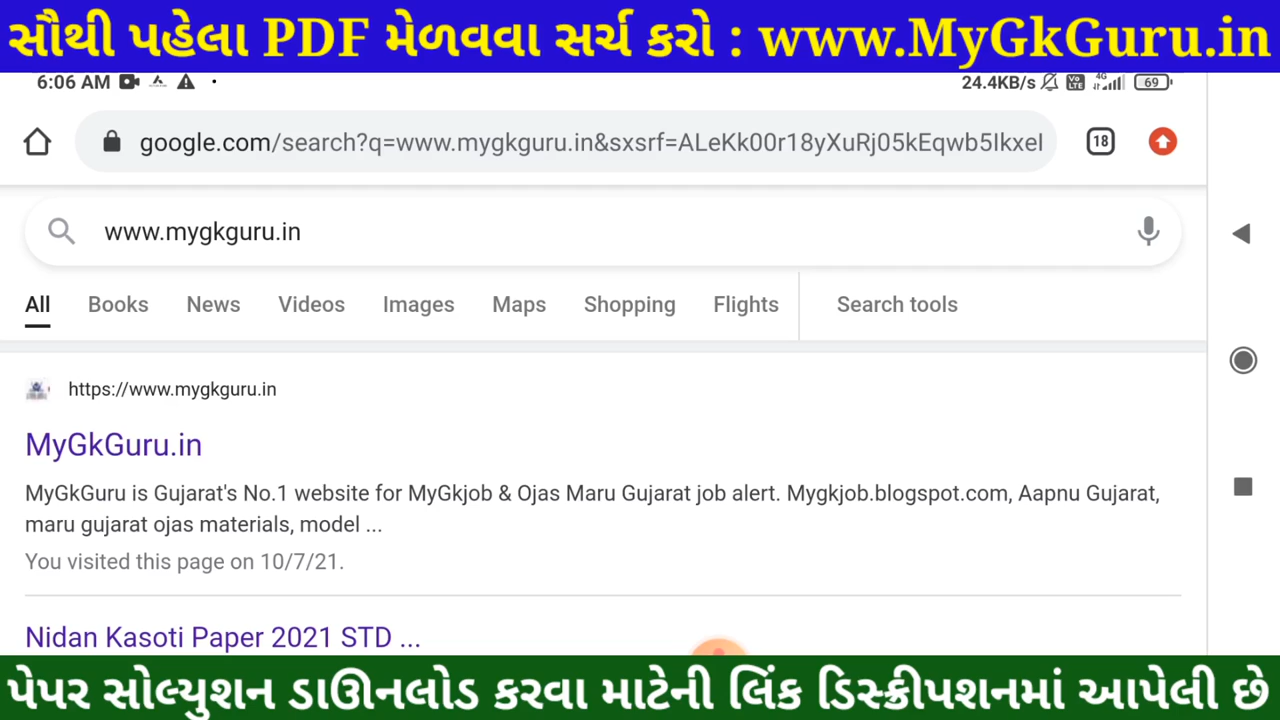 સૌથી પહેલા PDF મેળવવા સર્ચ કરો : www.MyGkGuru.in
6:06 AM 24.4KB/s Vo LTE 4G 69
google.com/search?q=www.mygkguru.in&sxsrf=ALeKk00r18yXuRj05kEqwb5IkxeI 18
www.mygkguru.in
All Books News Videos Images Maps Shopping Flights Search tools
https://www.mygkguru.in
MyGkGuru.in
MyGkGuru is Gujarat's No.1 website for MyGkjob & Ojas Maru Gujarat job alert. Mygkjob.blogspot.com, Aapnu Gujarat,
maru gujarat ojas materials, model ...
You visited this page on 10/7/21.
Nidan Kasoti Paper 2021 STD ...
પેપર સોલ્યુશન ડાઊનલોડ કરવા માટેની લિંક ડિસ્ક્રીપશનમાં આપેલી છે